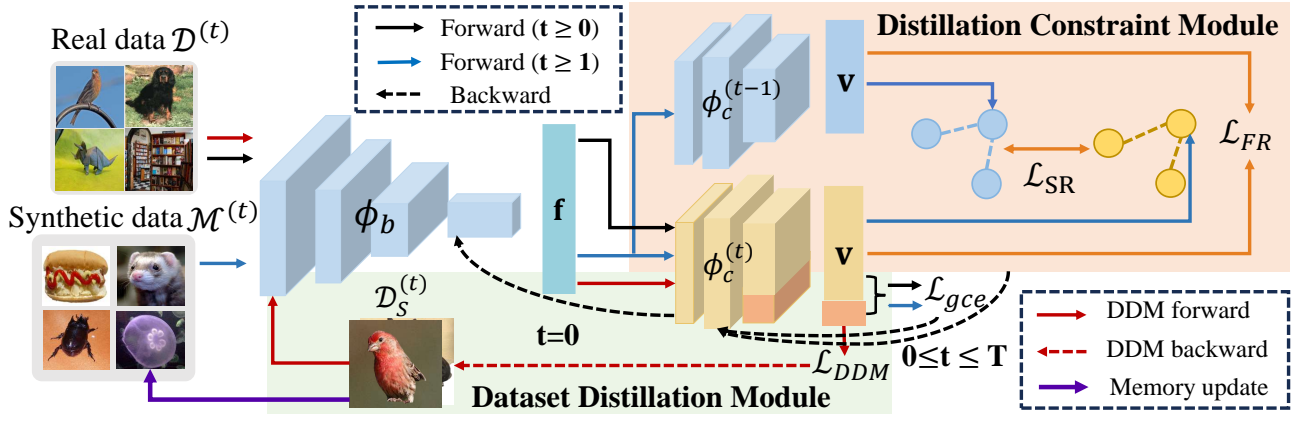 Real data 𝒟^(t)
Forward (t ≥ 0)
Forward (t ≥ 1)
Backward
Distillation Constraint Module
ϕ_c^(t−1)
v
ℒ_SR
ℒ_FR
Synthetic data ℳ^(t)
ϕ_b
f
ϕ_c^(t)
v
𝒟_S^(t)
t=0
ℒ_gce
0≤t ≤ T
ℒ_DDM
Dataset Distillation Module
DDM forward
DDM backward
Memory update